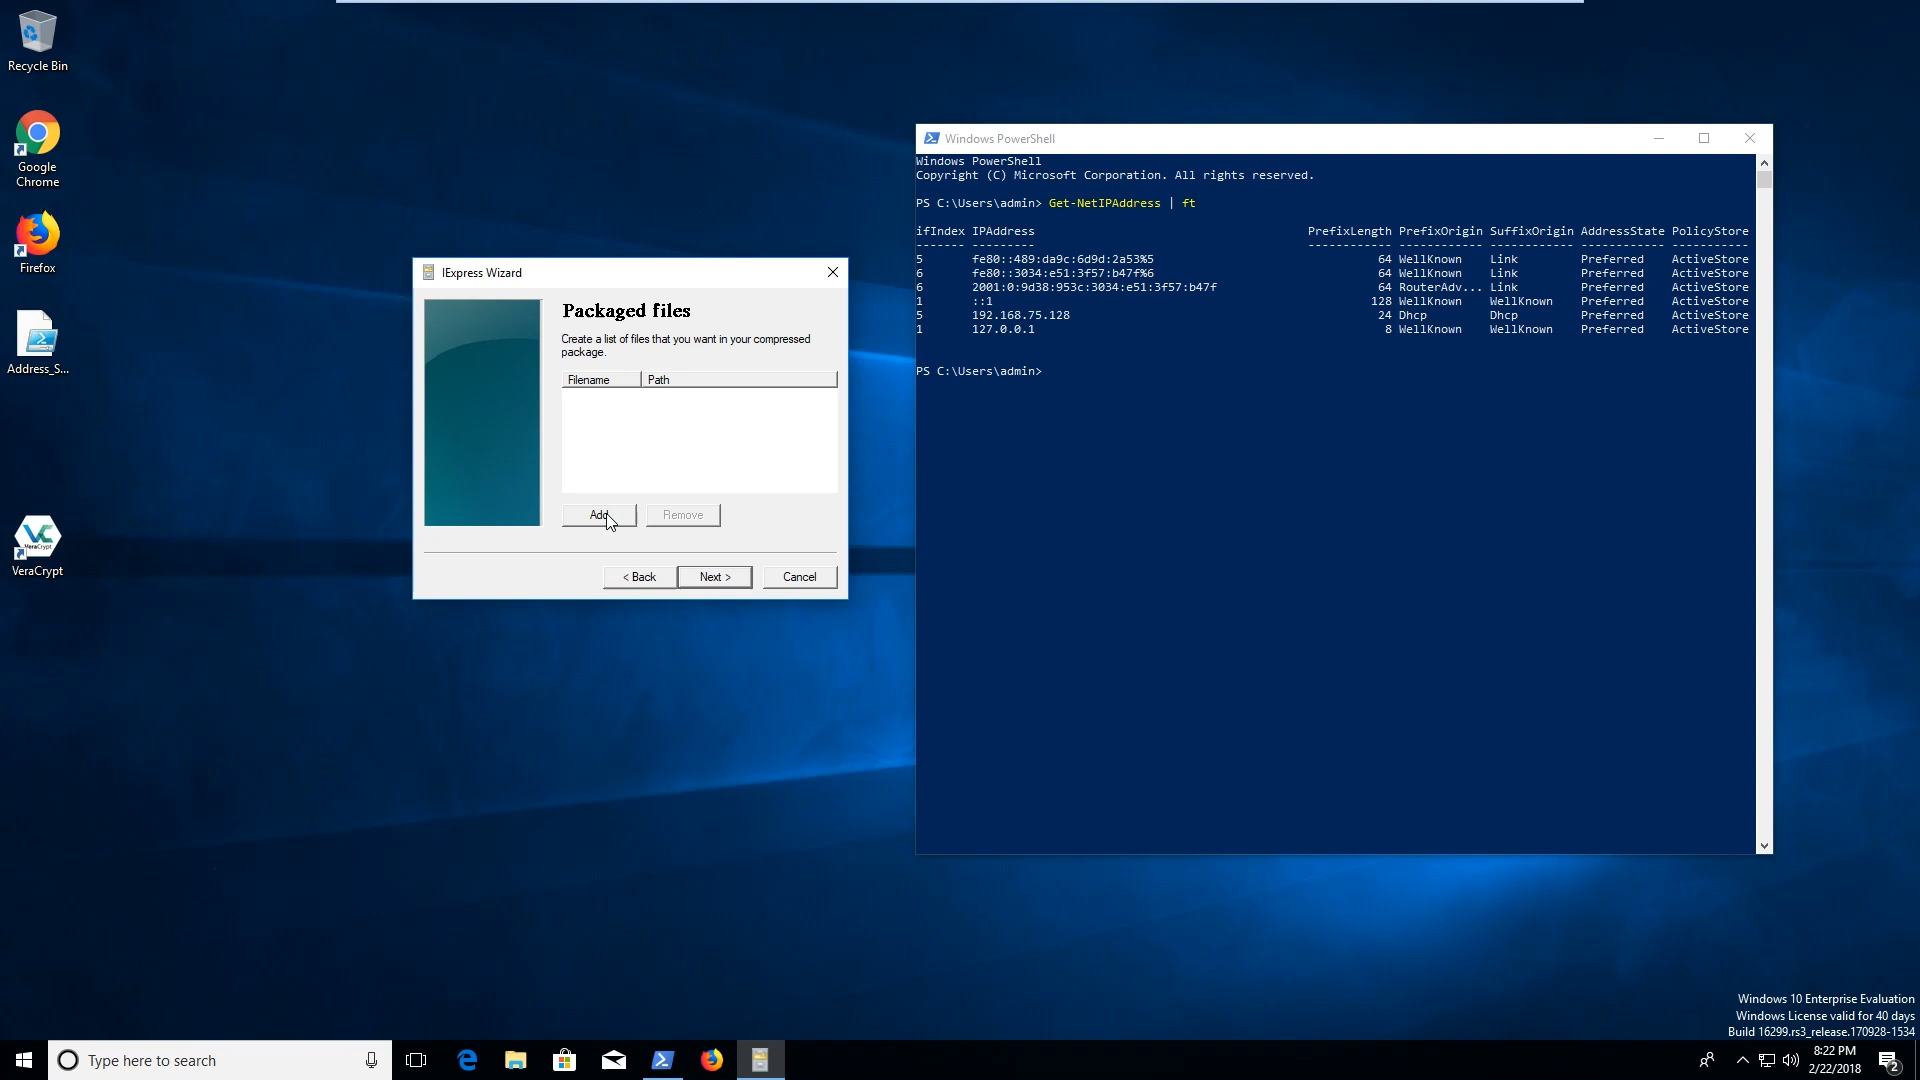 Recycle Bin
Google
Chrome
Firefox
Address_S...
VeraCrypt
VeraCrypt
IExpress Wizard
Packaged files
Create a list of files that you want in your compressed
package.
Filename Path
Add Remove
< Back Next > Cancel
Windows PowerShell
Windows PowerShell
Copyright (C) Microsoft Corporation. All rights reserved.
PS C:\Users\admin> Get-NetIPAddress | ft
ifIndex IPAddress PrefixLength PrefixOrigin SuffixOrigin AddressState PolicyStore
------- --------- ------------ ------------ ------------ ------------ -----------
5 fe80::489:da9c:6d9d:2a53%5 64 WellKnown Link Preferred ActiveStore
6 fe80::3034:e51:3f57:b47f%6 64 WellKnown Link Preferred ActiveStore
6 2001:0:9d38:953c:3034:e51:3f57:b47f 64 RouterAdv... Link Preferred ActiveStore
1 ::1 128 WellKnown WellKnown Preferred ActiveStore
5 192.168.75.128 24 Dhcp Dhcp Preferred ActiveStore
1 127.0.0.1 8 WellKnown WellKnown Preferred ActiveStore
PS C:\Users\admin>
Windows 10 Enterprise Evaluation
Windows License valid for 40 days
Build 16299.rs3_release.170928-1534
Type here to search
8:22 PM
2/22/2018
2